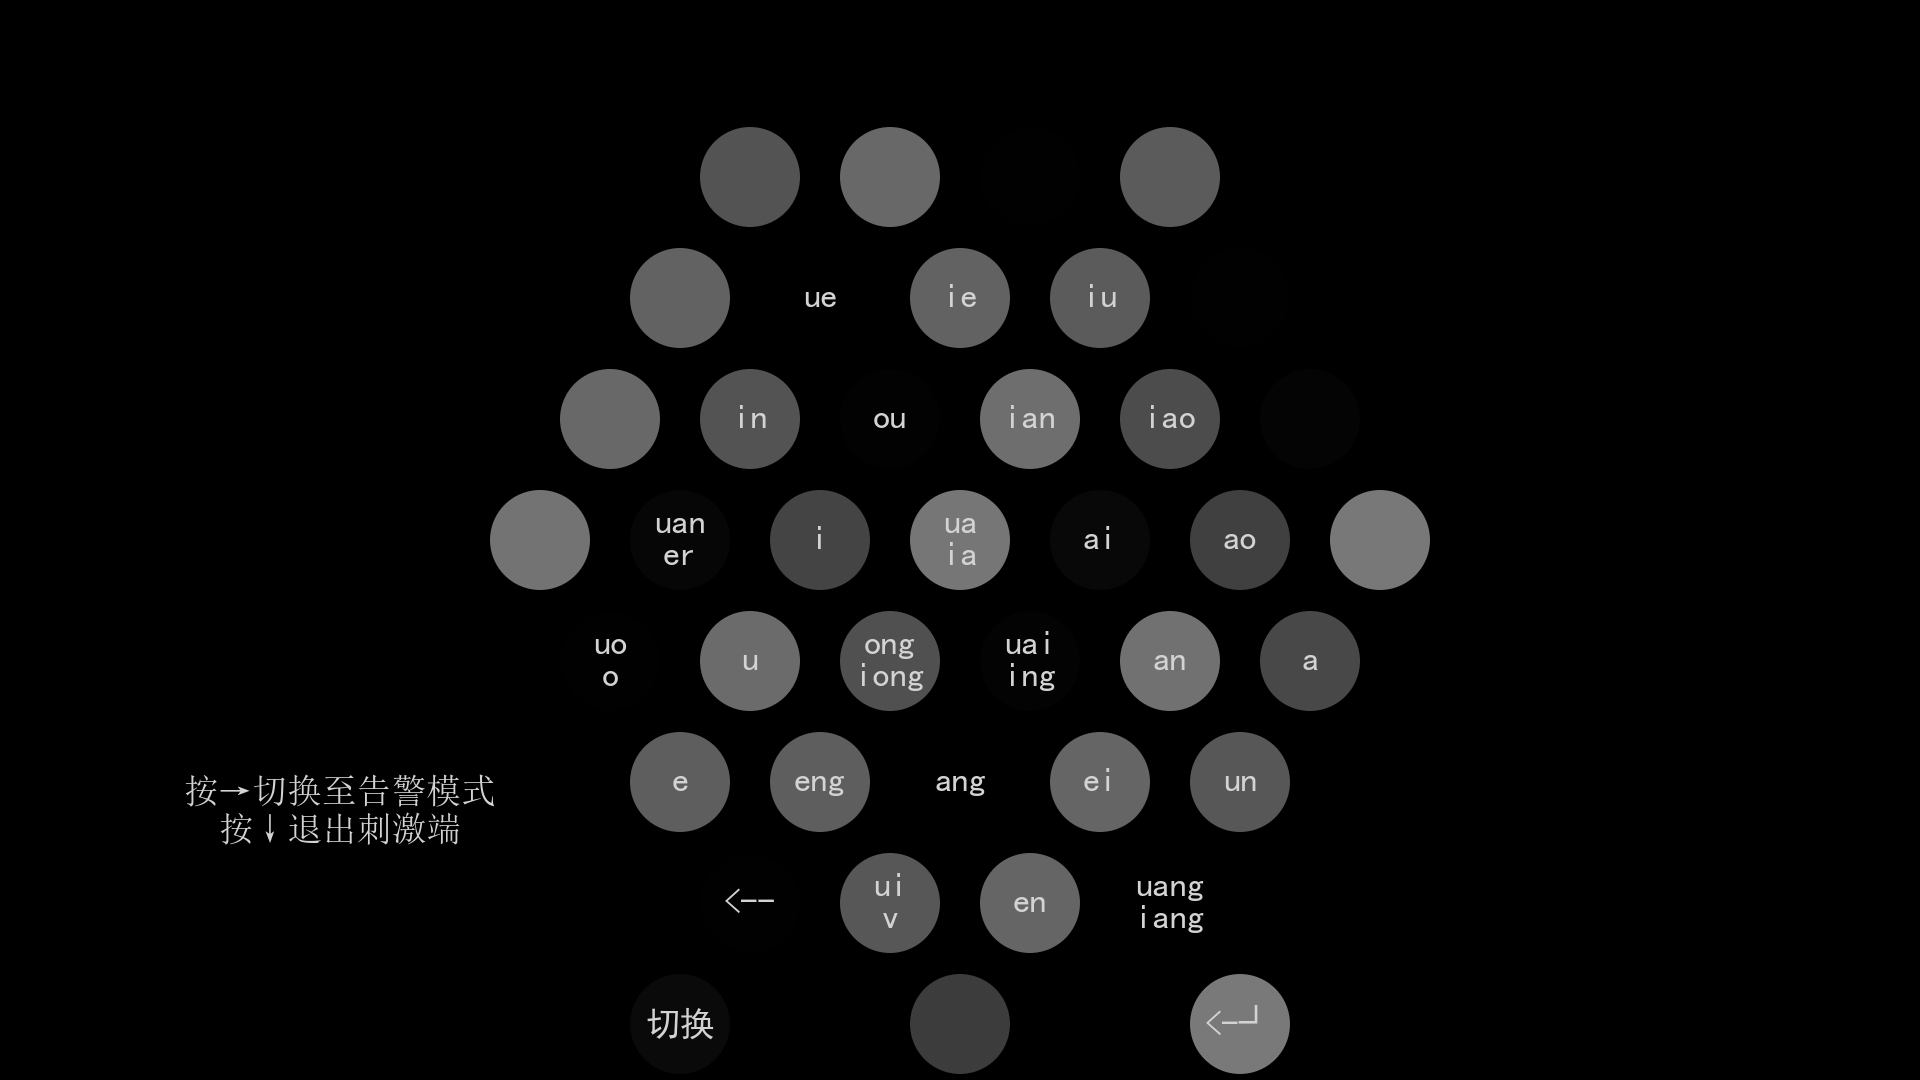 ue
ie
iu
in
ou
ian
iao
uan
er
i
ua
ia
ai
ao
uo
o
u
ong
iong
uai
ing
an
a
e
eng
ang
ei
un
按→切换至告警模式
按↓退出刺激端
<--
ui
v
en
uang
iang
切换
<-┘